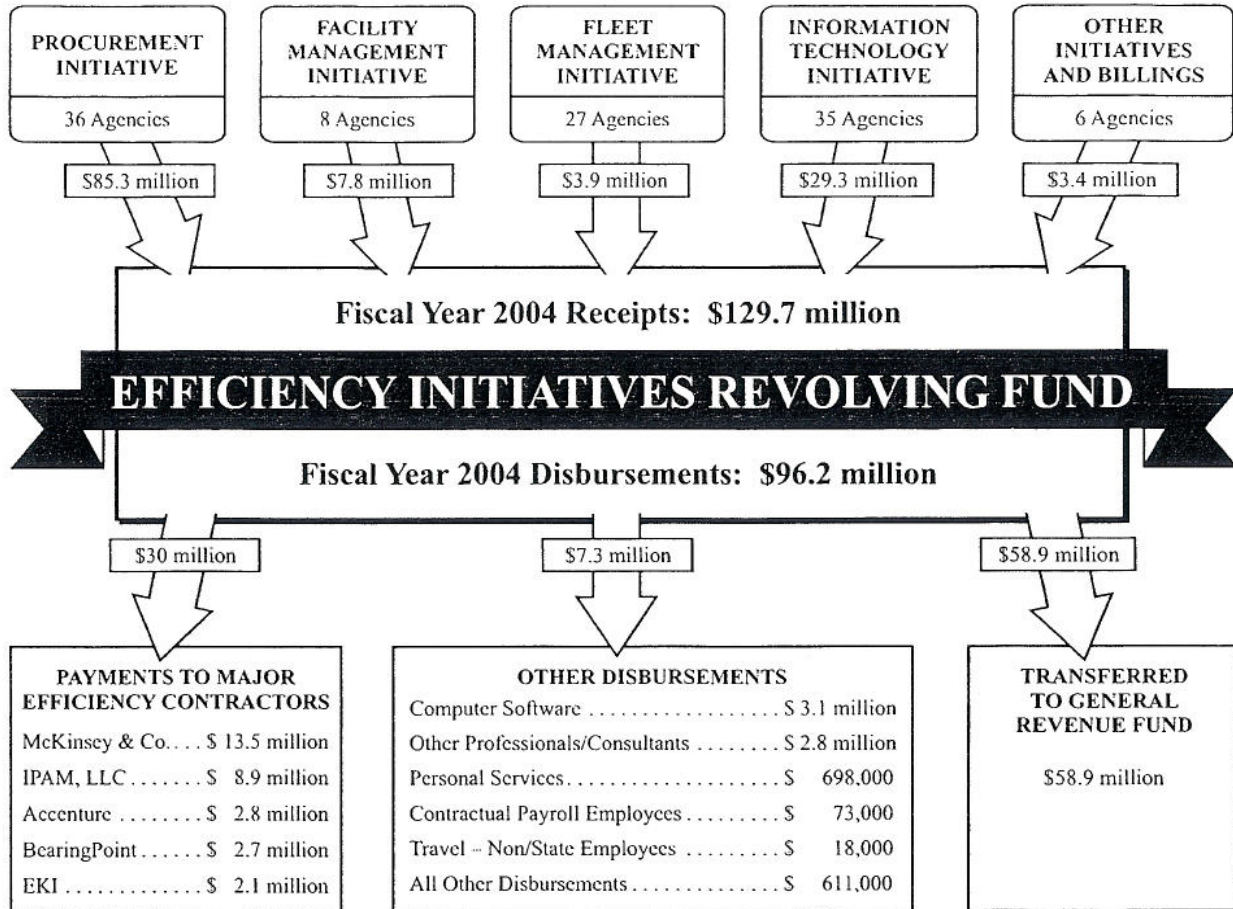 PROCUREMENT
INITIATIVE
36 Agencies
$85.3 million
FACILITY
MANAGEMENT
INITIATIVE
8 Agencies
$7.8 million
FLEET
MANAGEMENT
INITIATIVE
27 Agencies
$3.9 million
INFORMATION
TECHNOLOGY
INITIATIVE
35 Agencies
$29.3 million
OTHER
INITIATIVES
AND BILLINGS
6 Agencies
$3.4 million
Fiscal Year 2004 Receipts: $129.7 million
EFFICIENCY INITIATIVES REVOLVING FUND
Fiscal Year 2004 Disbursements: $96.2 million
$30 million
$7.3 million
$58.9 million
PAYMENTS TO MAJOR
EFFICIENCY CONTRACTORS
McKinsey & Co. . . . $ 13.5 million
IPAM, LLC . . . . . . . $ 8.9 million
Accenture . . . . . . . . $ 2.8 million
BearingPoint . . . . . . $ 2.7 million
EKI . . . . . . . . . . . . . $ 2.1 million
OTHER DISBURSEMENTS
Computer Software . . . . . . . . . . . . . . . . . . $ 3.1 million
Other Professionals/Consultants . . . . . . . . $ 2.8 million
Personal Services . . . . . . . . . . . . . . . . . . . . $ 698,000
Contractual Payroll Employees . . . . . . . . . $ 73,000
Travel – Non/State Employees . . . . . . . . . $ 18,000
All Other Disbursements . . . . . . . . . . . . . . $ 611,000
TRANSFERRED
TO GENERAL
REVENUE FUND
$58.9 million